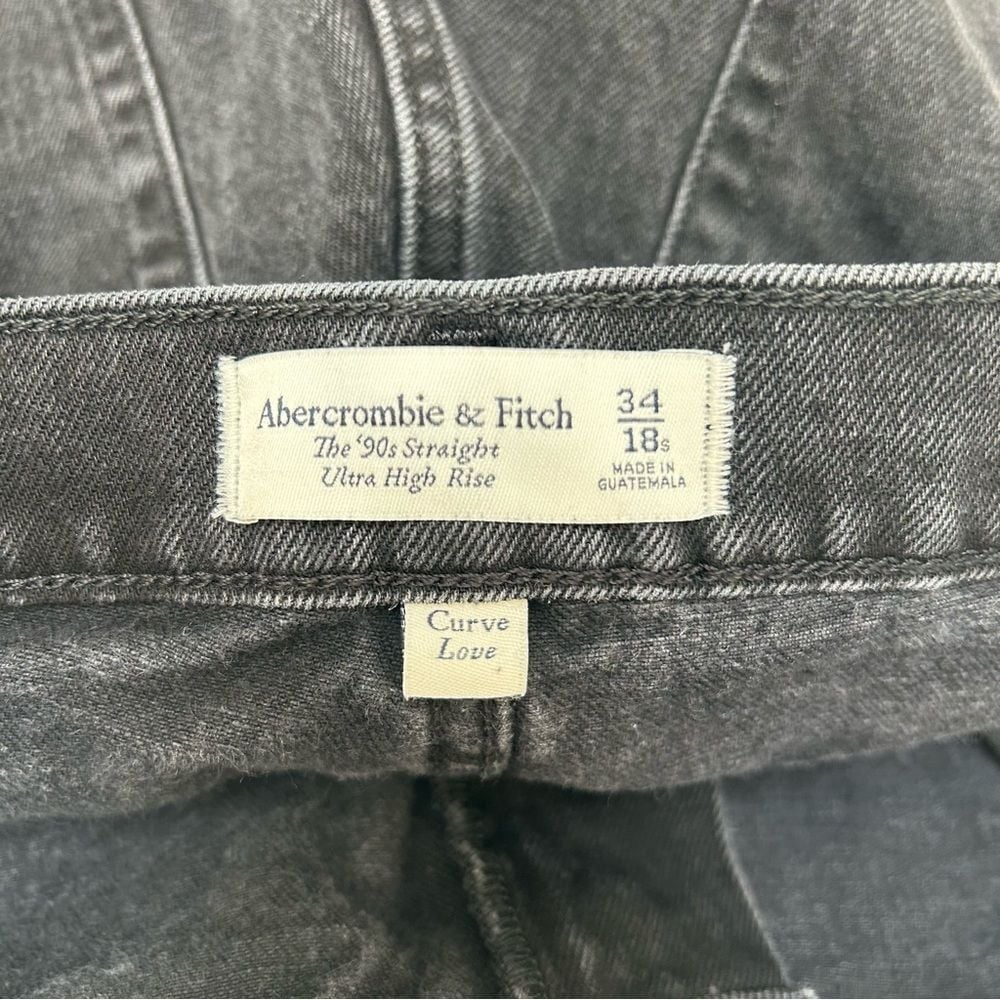 Abercrombie & Fitch
The '90s Straight
Ultra High Rise
34
18s
MADE IN
GUATEMALA
Curve
Love